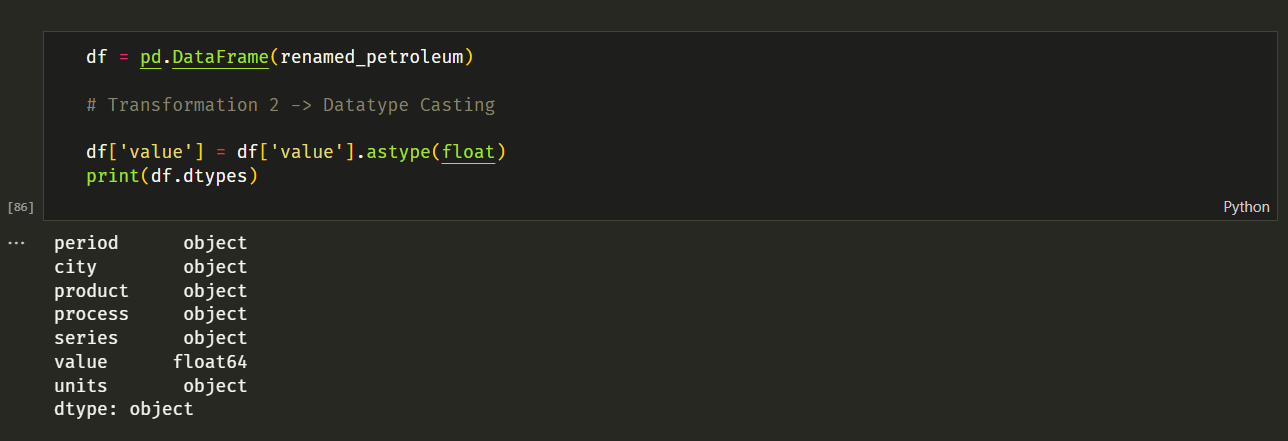 df = pd.DataFrame(renamed_petroleum)
# Transformation 2 -> Datatype Casting
df['value'] = df['value'].astype(float)
print(df.dtypes)
[86]
Python
...
period      object
city        object
product     object
process     object
series      object
value      float64
units       object
dtype: object